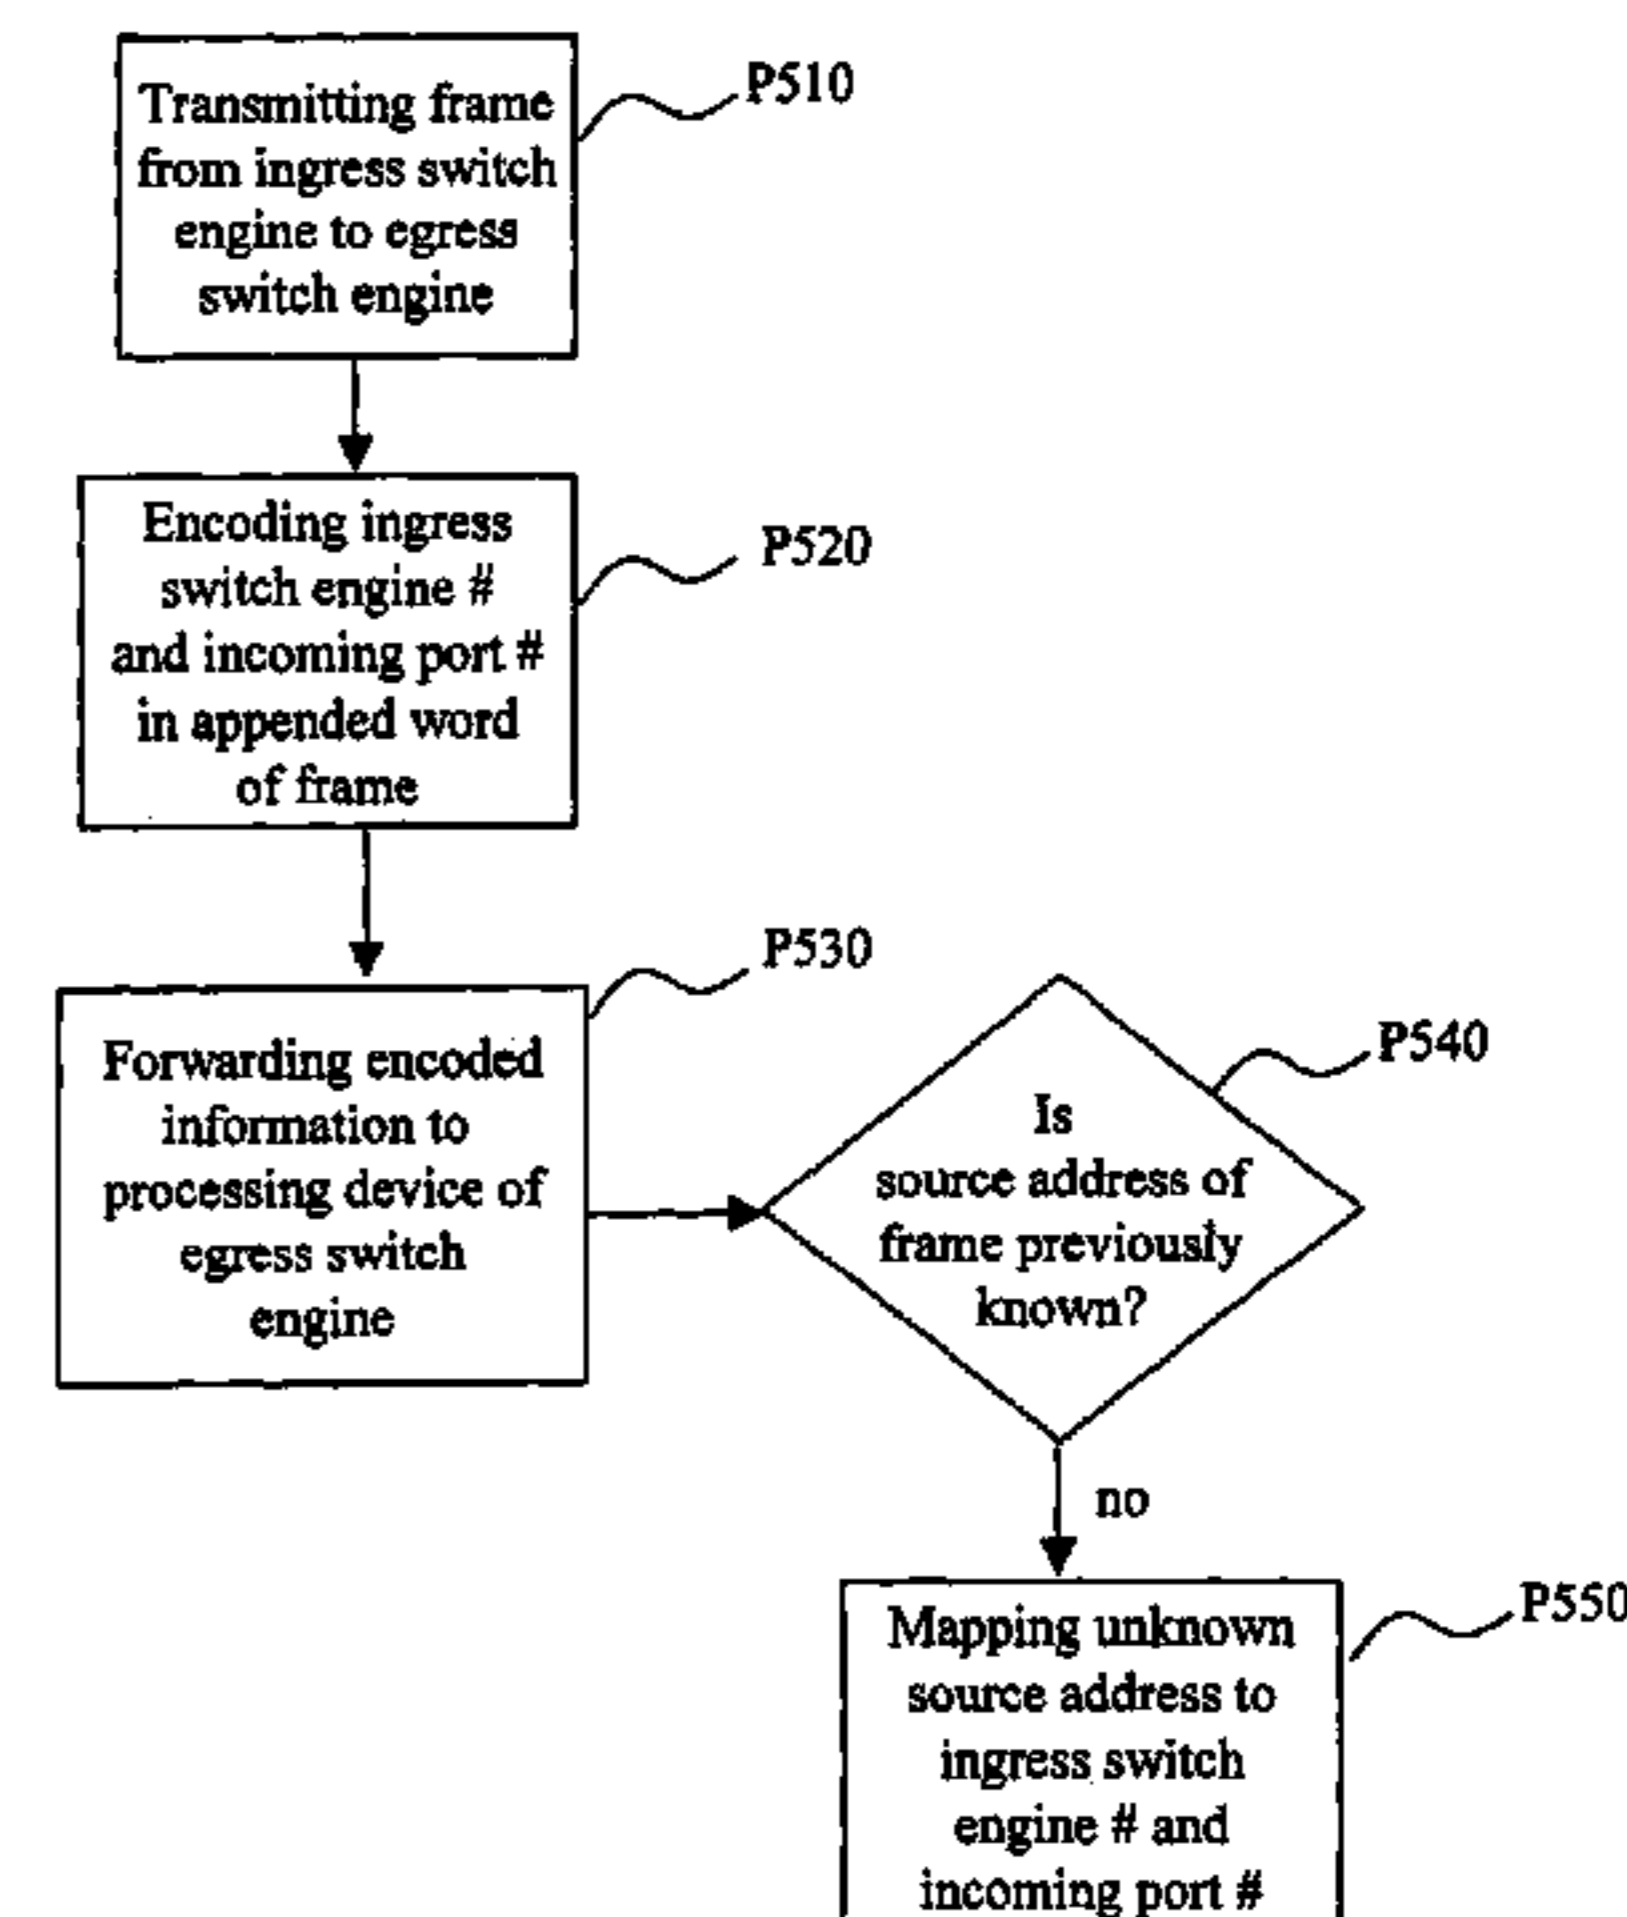 Transmitting frame
from ingress switch
engine to egress
switch engine
P510
Encoding ingress
switch engine #
and incoming port #
in appended word
of frame
P520
Forwarding encoded
information to
processing device of
egress switch
engine
P530
Is
source address of
frame previously
known?
P540
no
Mapping unknown
source address to
ingress switch
engine # and
incoming port #
P550